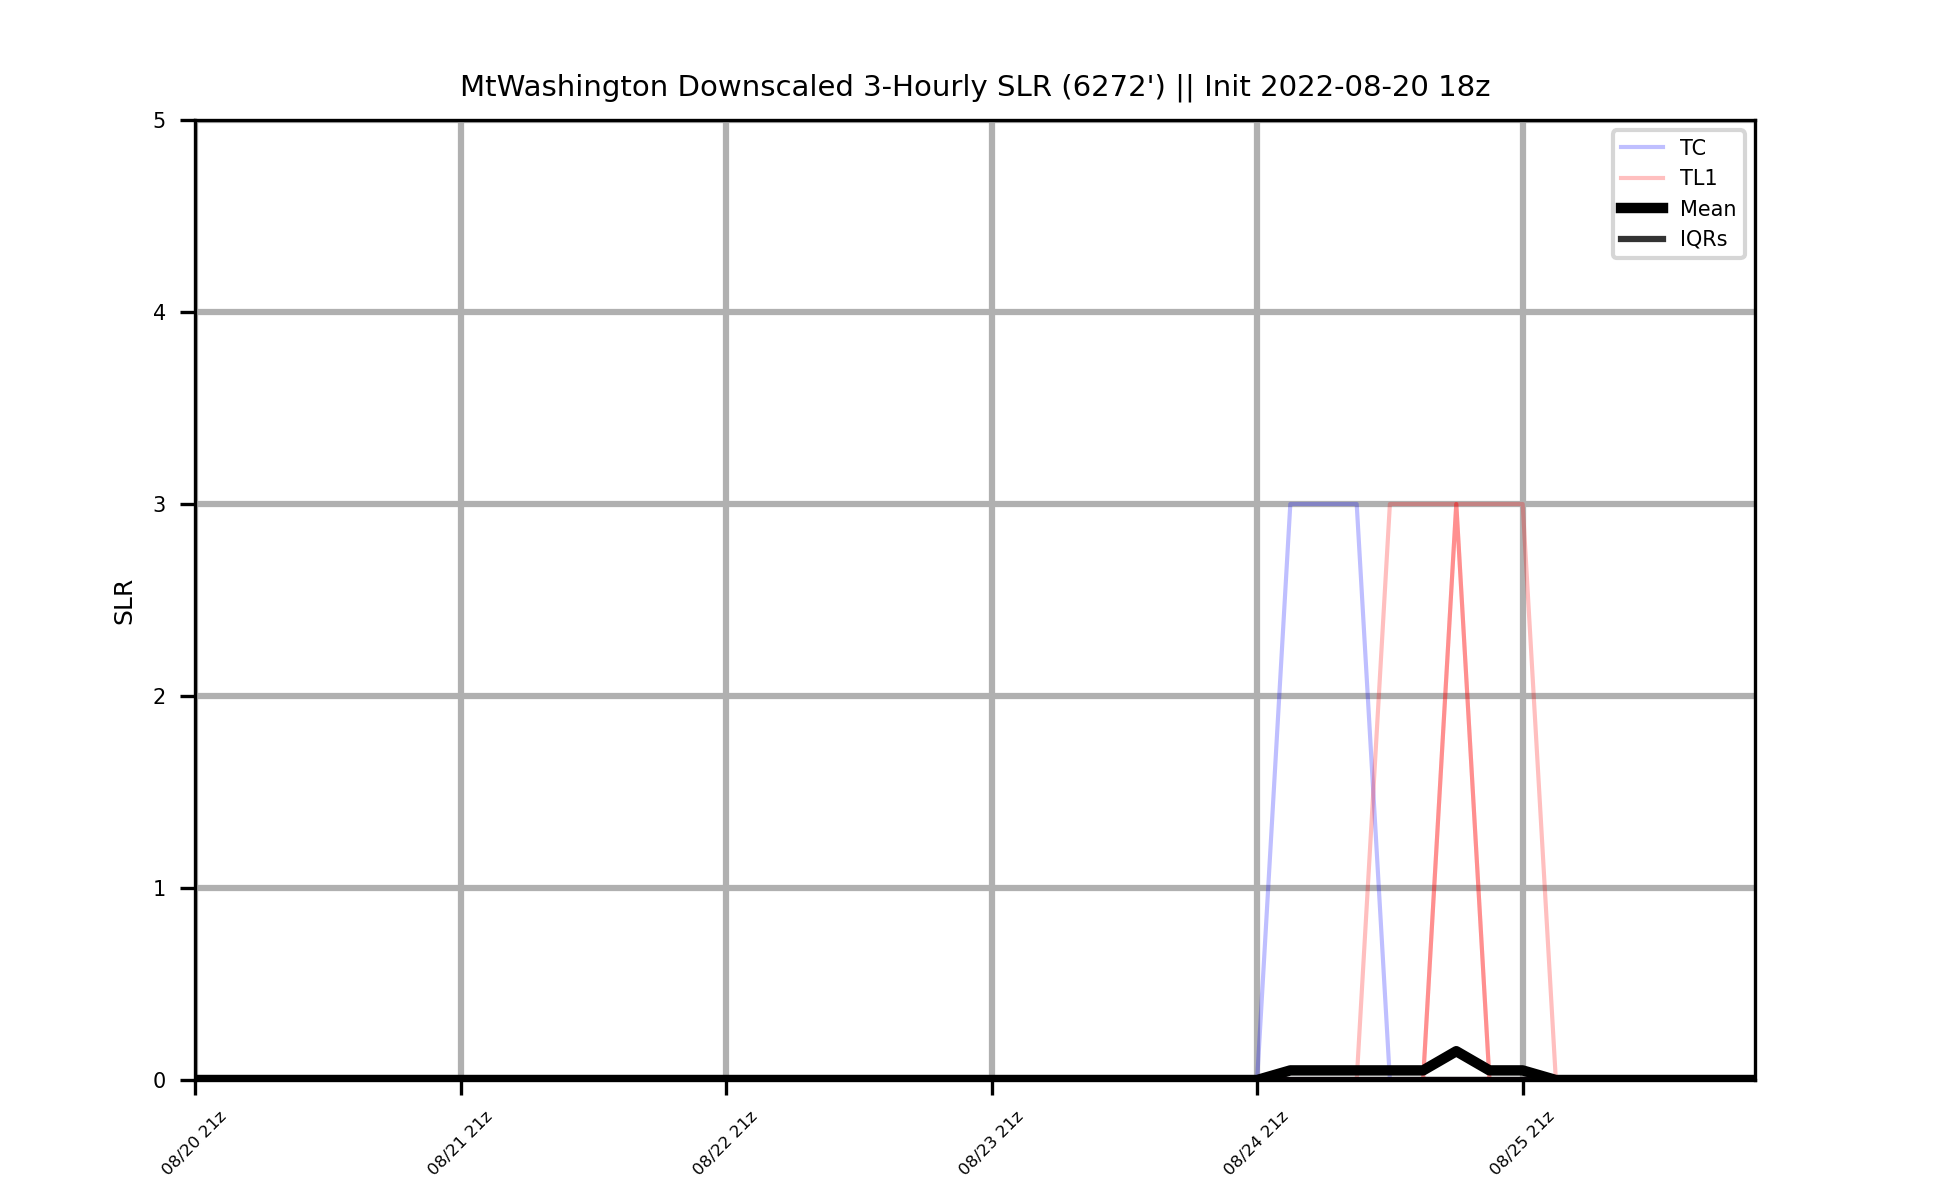 MtWashington Downscaled 3-Hourly SLR (6272') || Init 2022-08-20 18z
5
4
3
2
1
0
SLR
TC
TL1
Mean
IQRs
08/20 21z
08/21 21z
08/22 21z
08/23 21z
08/24 21z
08/25 21z